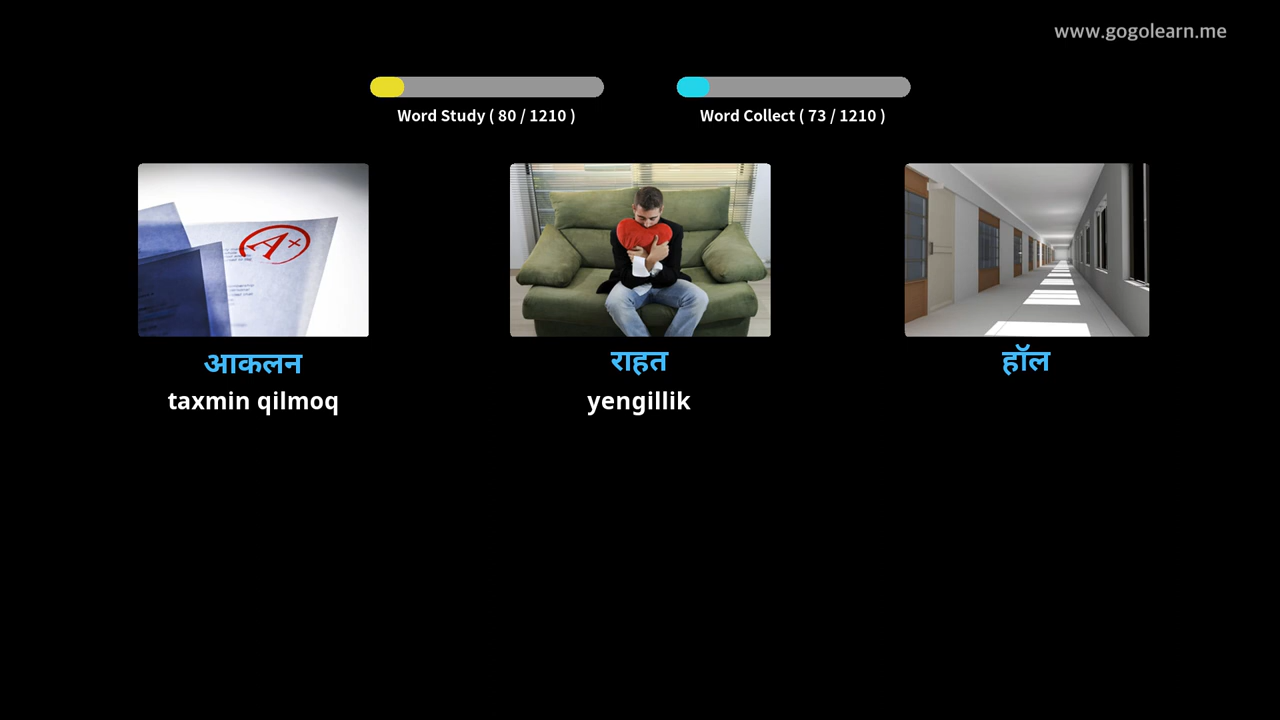 www.gogolearn.me
Word Study ( 80 / 1210 )
Word Collect ( 73 / 1210 )
A+
आकलन
राहत
हॉल
taxmin qilmoq
yengillik